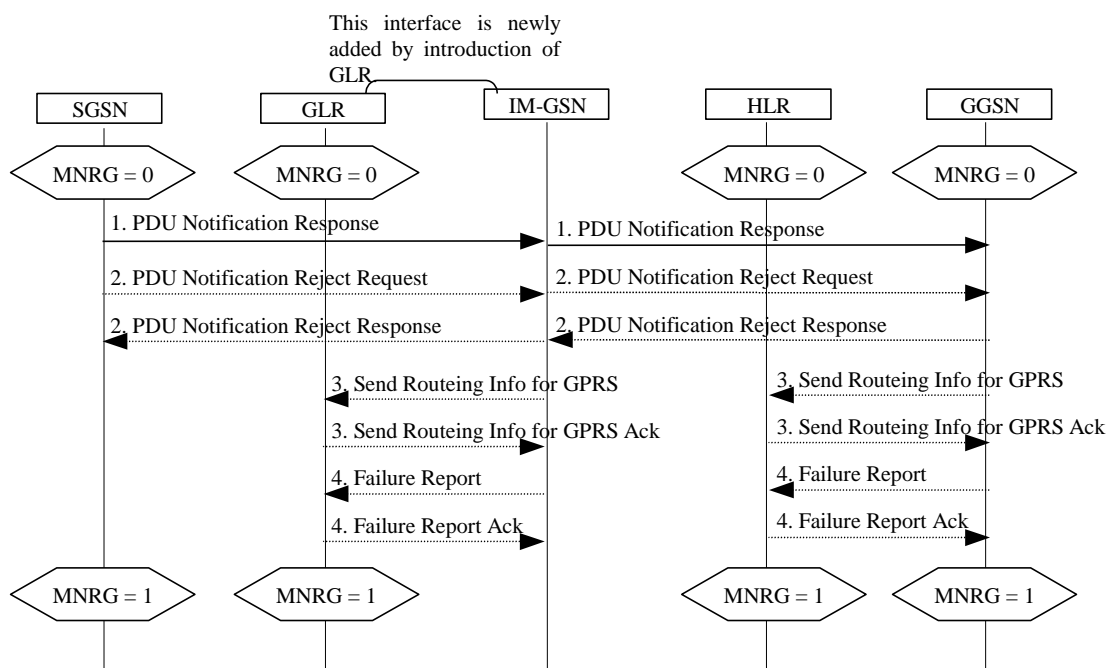 This interface is newly
added by introduction of
GLR.
SGSN
GLR
IM-GSN
HLR
GGSN
MNRG = 0
MNRG = 0
MNRG = 0
MNRG = 0
1. PDU Notification Response
1. PDU Notification Response
2. PDU Notification Reject Request
2. PDU Notification Reject Request
2. PDU Notification Reject Response
2. PDU Notification Reject Response
3. Send Routeing Info for GPRS
3. Send Routeing Info for GPRS
3. Send Routeing Info for GPRS Ack
3. Send Routeing Info for GPRS Ack
4. Failure Report
4. Failure Report
4. Failure Report Ack
4. Failure Report Ack
MNRG = 1
MNRG = 1
MNRG = 1
MNRG = 1